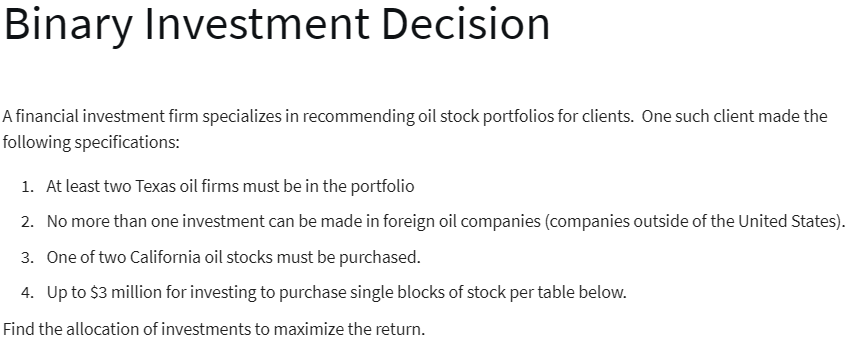 Binary Investment Decision
A financial investment firm specializes in recommending oil stock portfolios for clients.  One such client made the
following specifications:
1. At least two Texas oil firms must be in the portfolio
2. No more than one investment can be made in foreign oil companies (companies outside of the United States).
3. One of two California oil stocks must be purchased.
4. Up to $3 million for investing to purchase single blocks of stock per table below.
Find the allocation of investments to maximize the return.